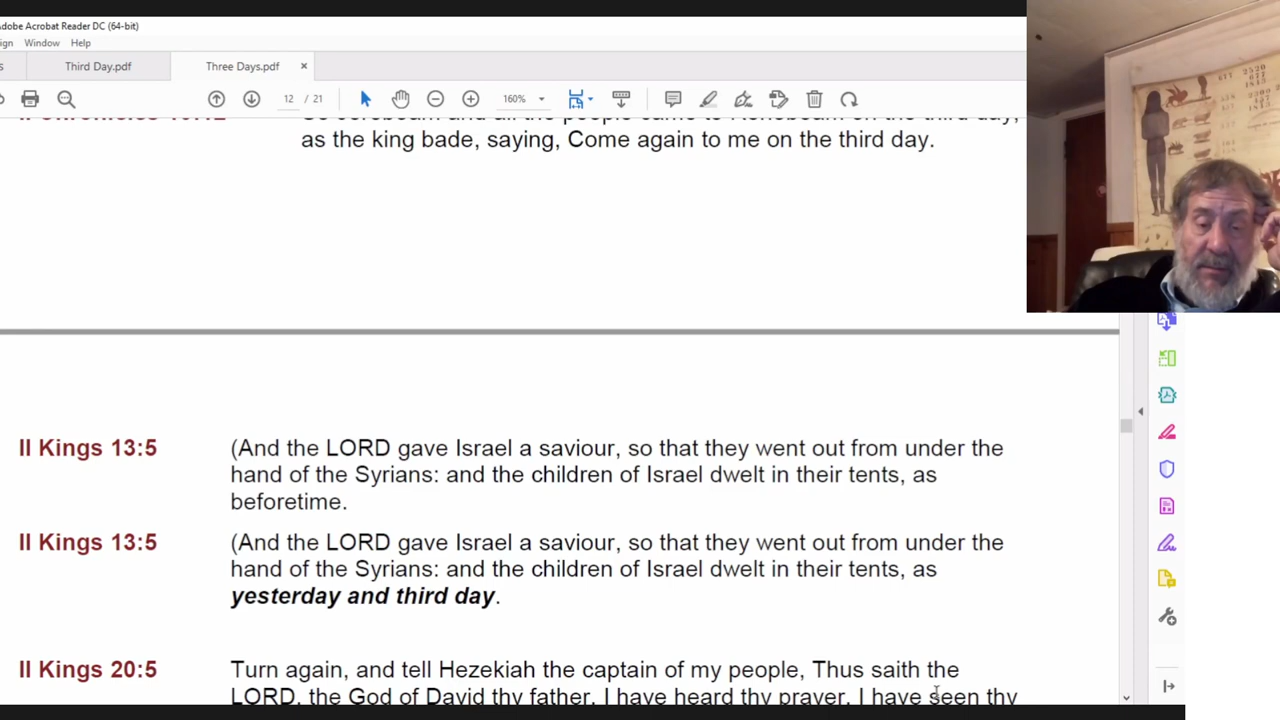 Adobe Acrobat Reader DC (64-bit)
Window Help
Third Day.pdf Three Days.pdf ×
12 / 21 160%
as the king bade, saying, Come again to me on the third day.
II Kings 13:5 (And the LORD gave Israel a saviour, so that they went out from under the
hand of the Syrians: and the children of Israel dwelt in their tents, as
beforetime.
II Kings 13:5 (And the LORD gave Israel a saviour, so that they went out from under the
hand of the Syrians: and the children of Israel dwelt in their tents, as
yesterday and third day.
II Kings 20:5 Turn again, and tell Hezekiah the captain of my people, Thus saith the
LORD, the God of David thy father, I have heard thy prayer, I have seen thy